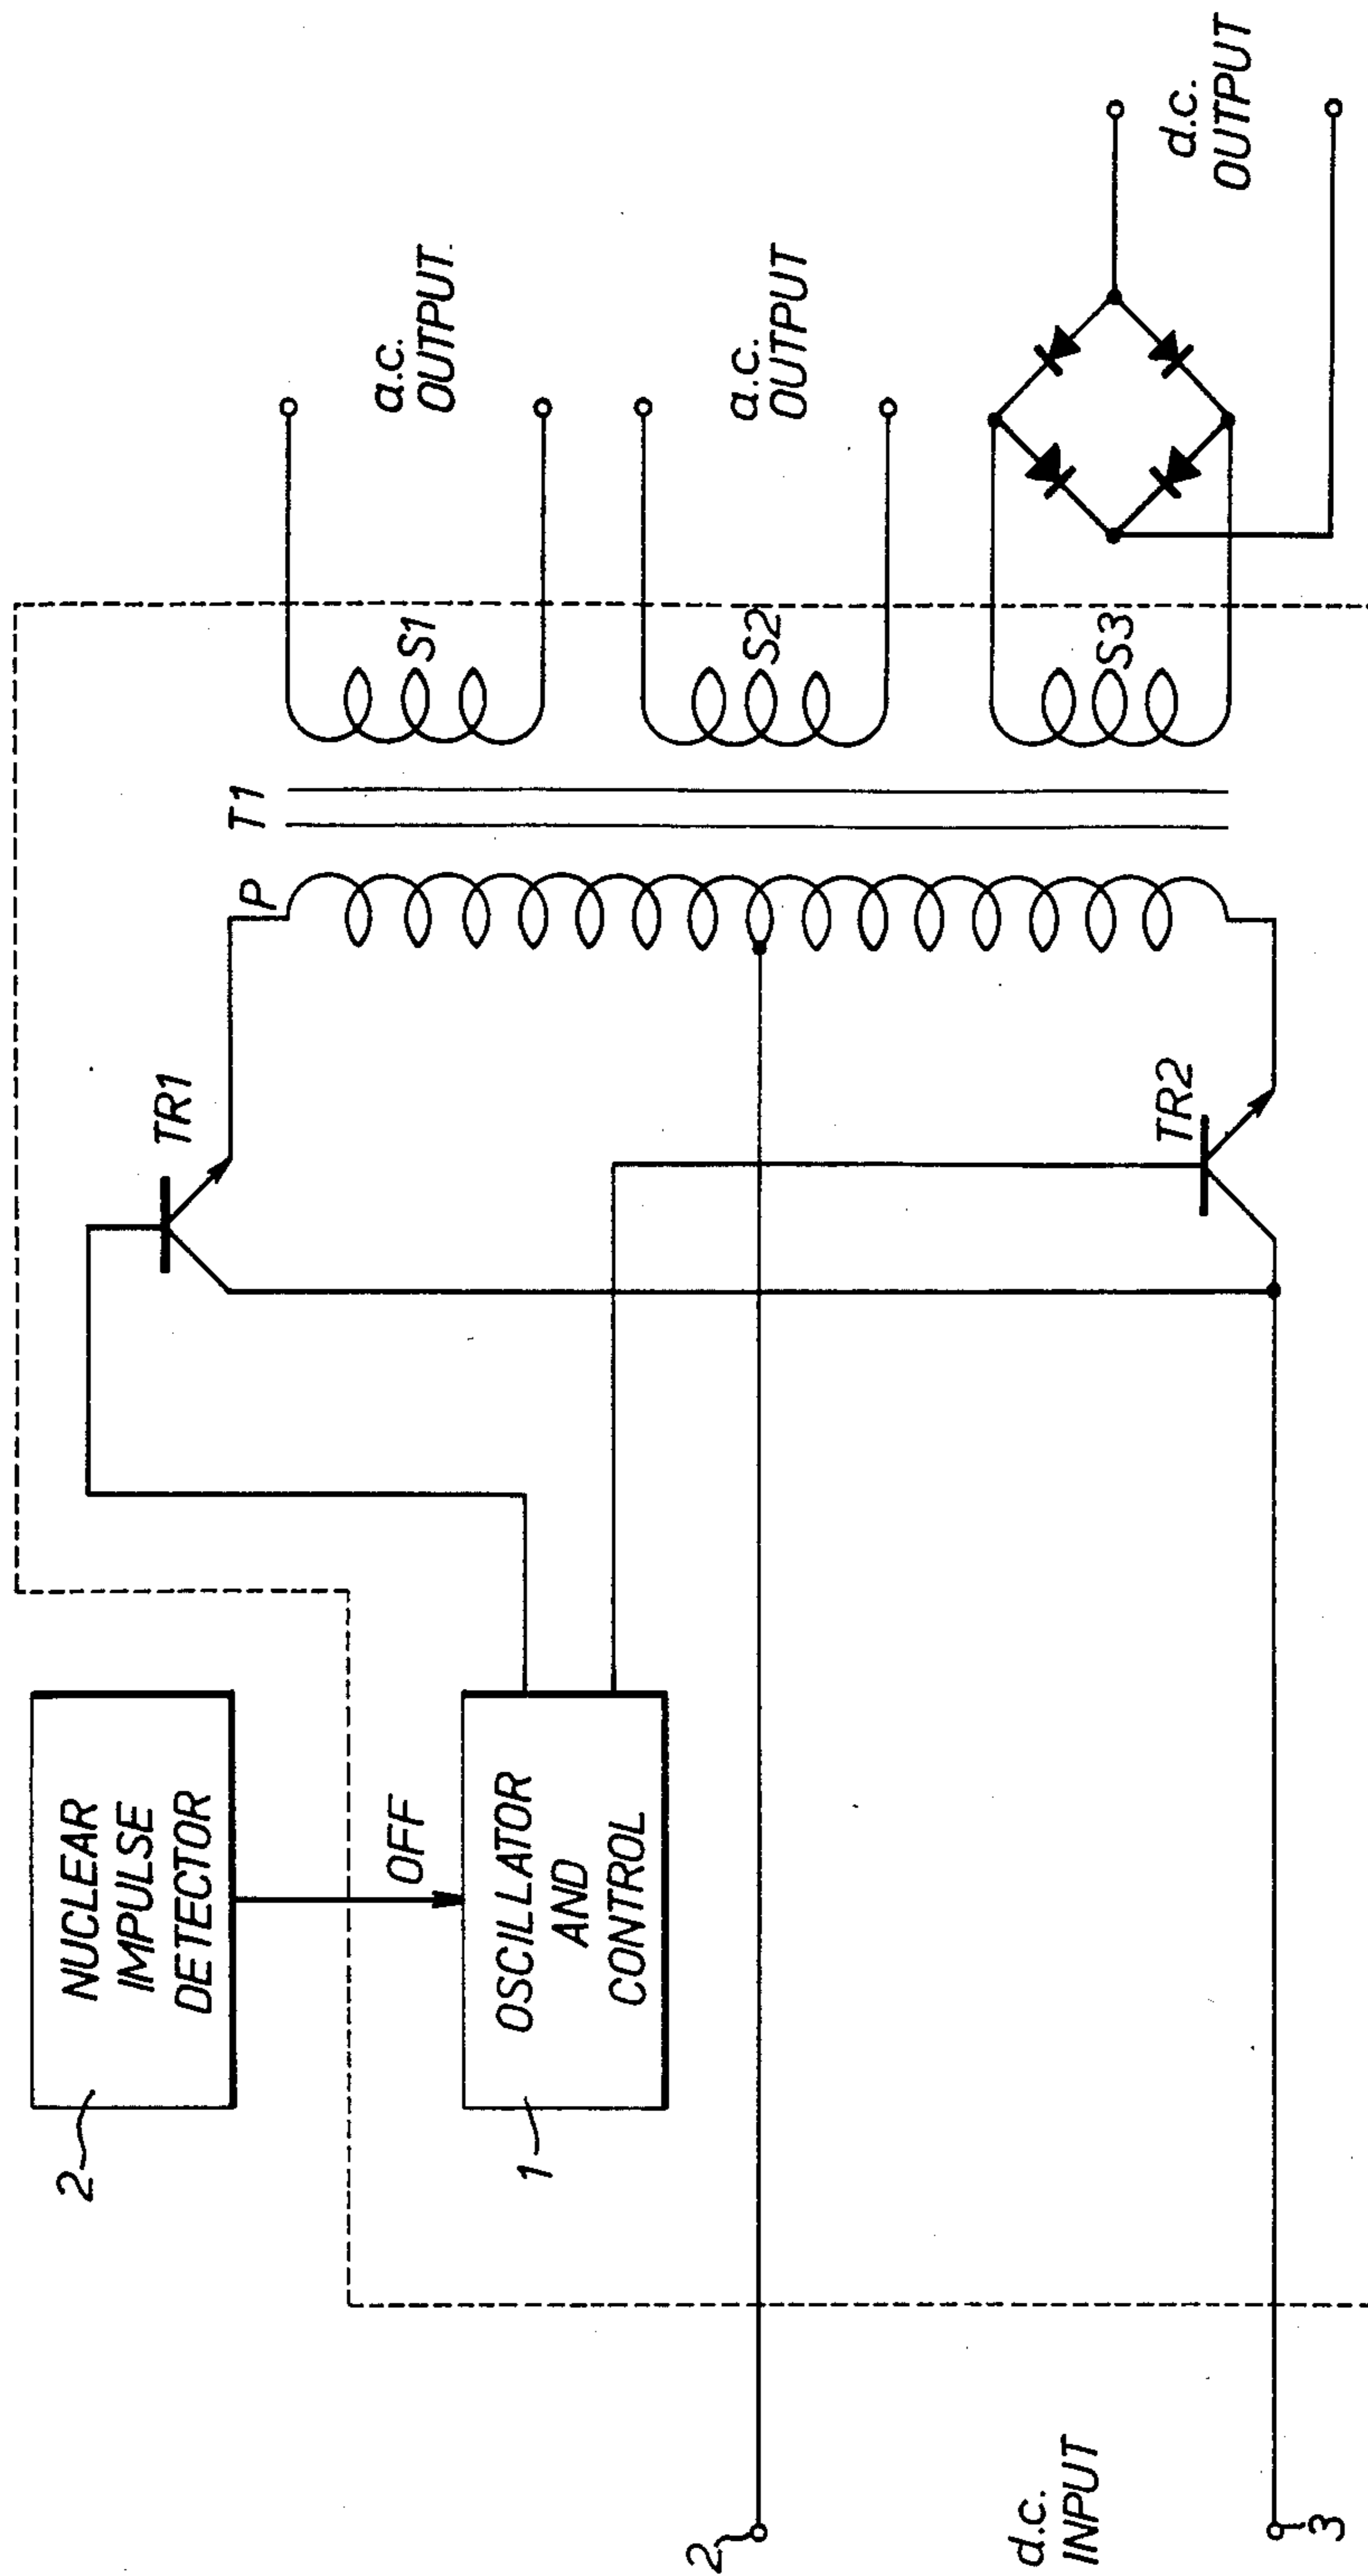 2
NUCLEAR
IMPULSE
DETECTOR
OFF
1
OSCILLATOR
AND
CONTROL
TR1
P
T1
S1
a.c.
OUTPUT.
S2
a.c.
OUTPUT
TR2
S3
d.c.
OUTPUT
2
d.c.
INPUT
3